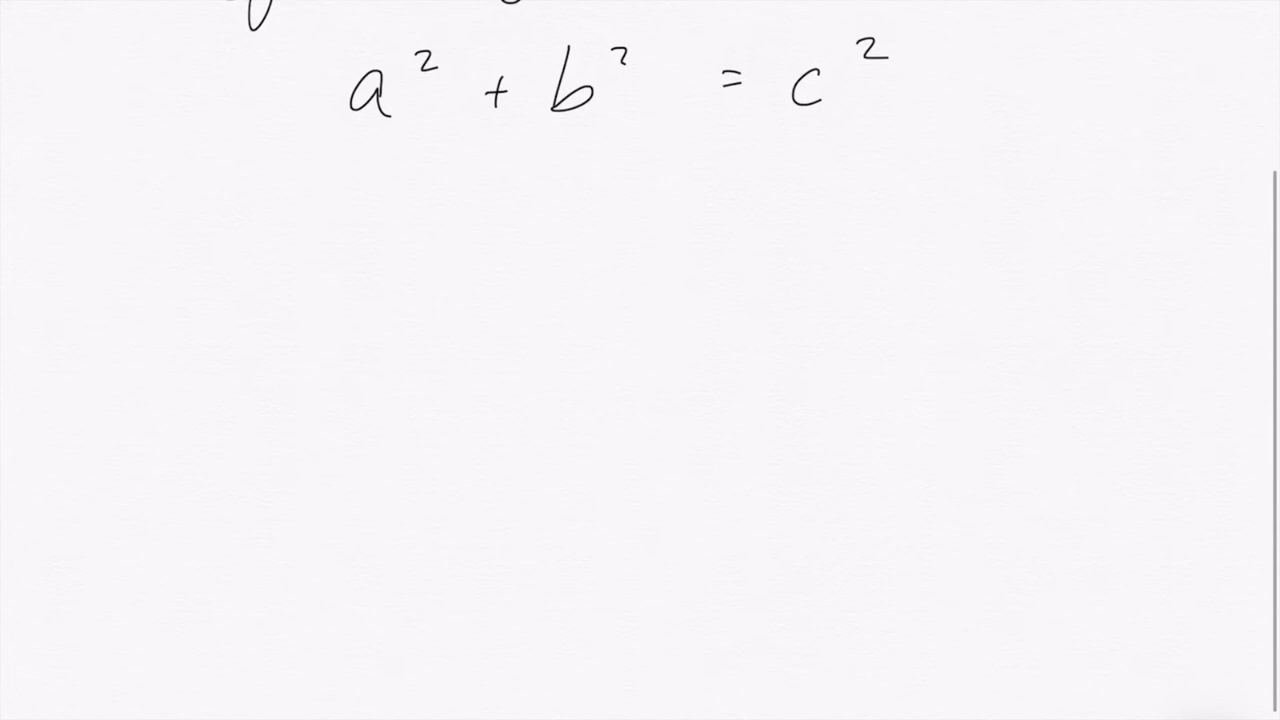 a² + b² = c²